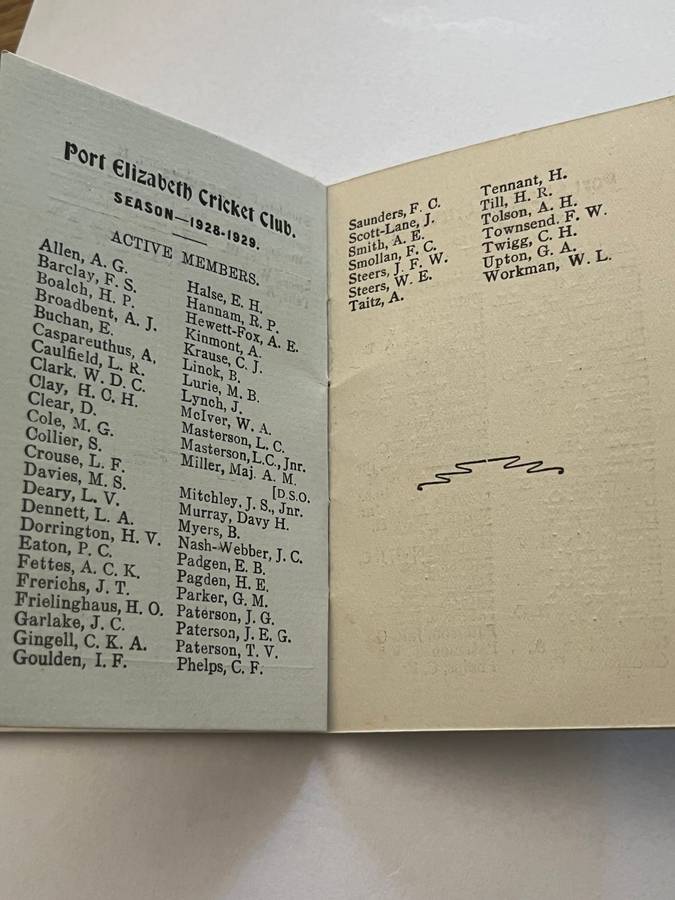 Port Elizabeth Cricket Club.
SEASON—1928-1929.
ACTIVE MEMBERS.
Allen, A. G.
Barclay, F. S.
Boalch, H. P.
Broadbent, A. J.
Buchan, E.
Caspareuthus, A.
Caulfield, L. R.
Clark. W. D. C.
Clay, H. C. H.
Clear, D.
Cole, M. G.
Collier, S.
Crouse, L. F.
Davies, M. S.
Deary, L. V.
Dennett, L. A.
Dorrington, H. V.
Eaton, P. C.
Fettes, A. C. K.
Frerichs, J. T.
Frielinghaus, H. O.
Garlake, J. C.
Gingell, C. K. A.
Goulden, I. F.
Halse, E. H.
Hannam, R. P.
Hewett-Fox, A. E.
Kinmont, A.
Krause, C. J.
Linck, B.
Lurie, M. B.
Lynch, J.
McIver, W. A.
Masterson, L. C.
Masterson, L.C., Jnr.
Miller, Maj. A. M.
[D.S.O.
Mitchley, J. S., Jnr.
Murray, Davy H.
Myers, B.
Nash-Webber, J. C.
Padgen, E. B.
Pagden, H. E.
Parker, G. M.
Paterson, J. G.
Paterson, J. E. G.
Paterson, T. V.
Phelps, C. F.
Saunders, F. C.
Scott-Lane, J.
Smith, A. E.
Smollan, F. C.
Steers, J. F. W.
Steers, W. E.
Taitz, A.
Tennant, H.
Till, H. R.
Tolson, A. H.
Townsend. F. W.
Twigg, C. H.
Upton, G. A.
Workman, W. L.